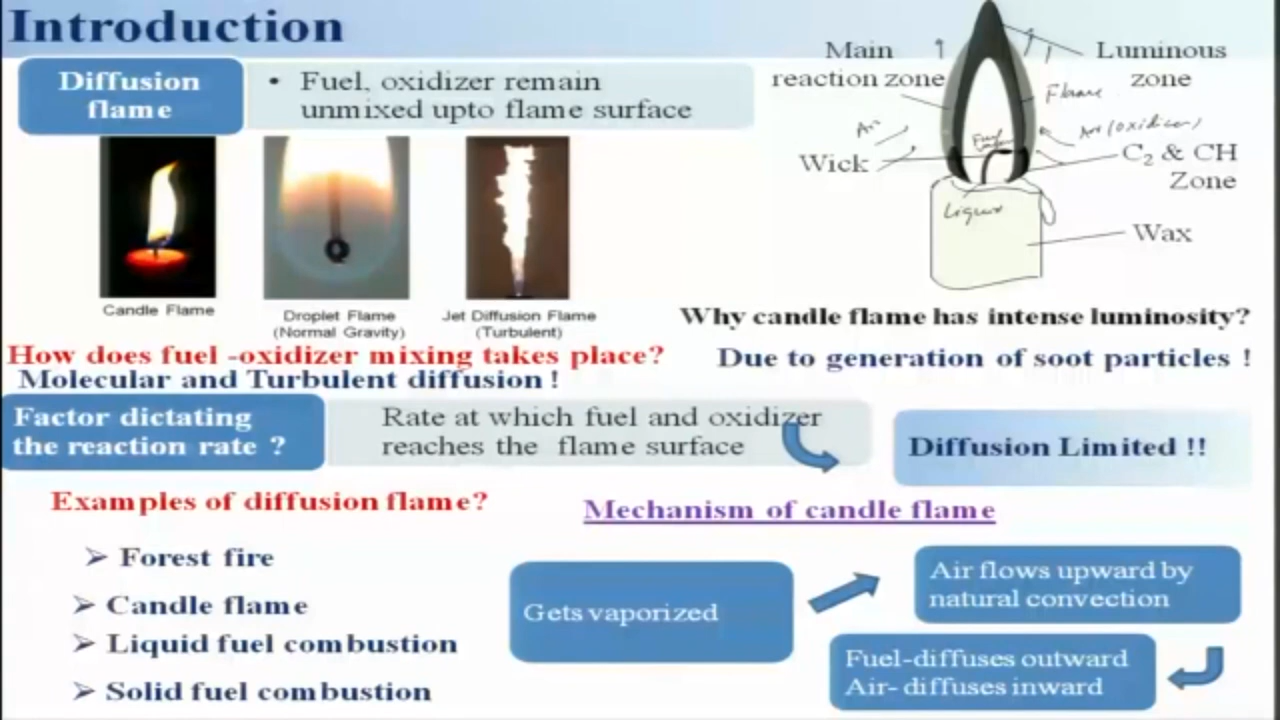 Introduction
Diffusion
flame
• Fuel, oxidizer remain
unmixed upto flame surface
Candle Flame
Droplet Flame
(Normal Gravity)
Jet Diffusion Flame
(Turbulent)
Main
reaction zone
Luminous
zone
Flame
Air
Air (oxidizer)
Fuel
Wick
C₂ & CH
Zone
Liquid
Wax
Why candle flame has intense luminosity?
Due to generation of soot particles !
How does fuel -oxidizer mixing takes place?
Molecular and Turbulent diffusion !
Factor dictating
the reaction rate ?
Rate at which fuel and oxidizer
reaches the flame surface
Diffusion Limited !!
Examples of diffusion flame?
➢ Forest fire
➢ Candle flame
➢ Liquid fuel combustion
➢ Solid fuel combustion
Mechanism of candle flame
Gets vaporized
Air flows upward by
natural convection
Fuel-diffuses outward
Air- diffuses inward